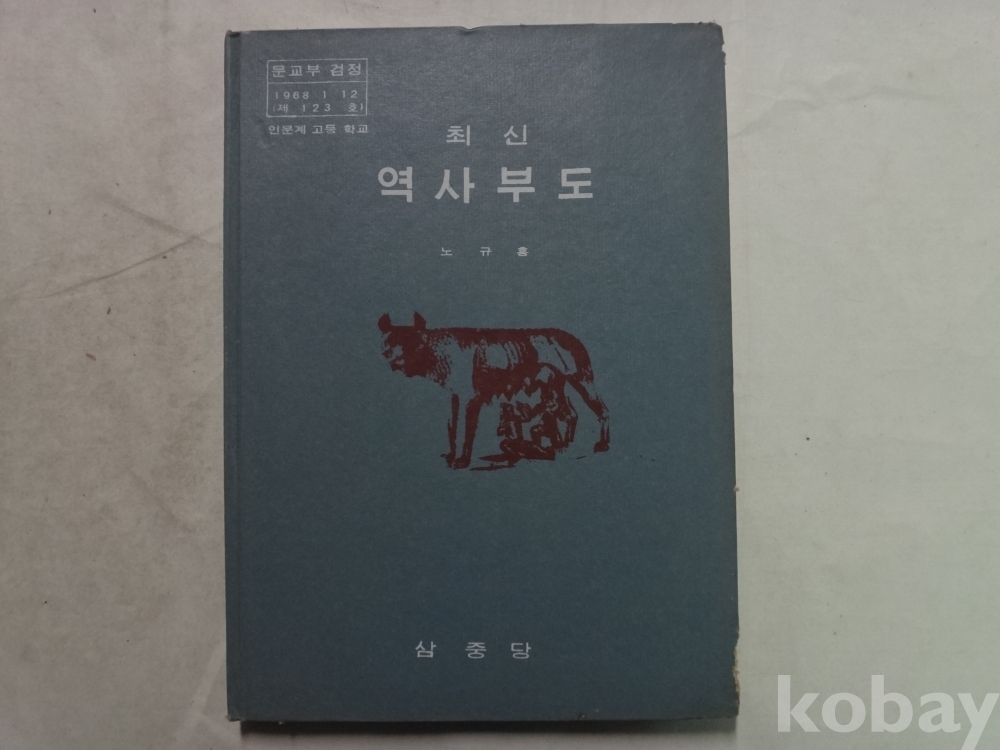 문교부 검정
1968 1 12
(제 123 호)
인문계 고등 학교
최신
역사부도
노규홍
삼중당
kobay